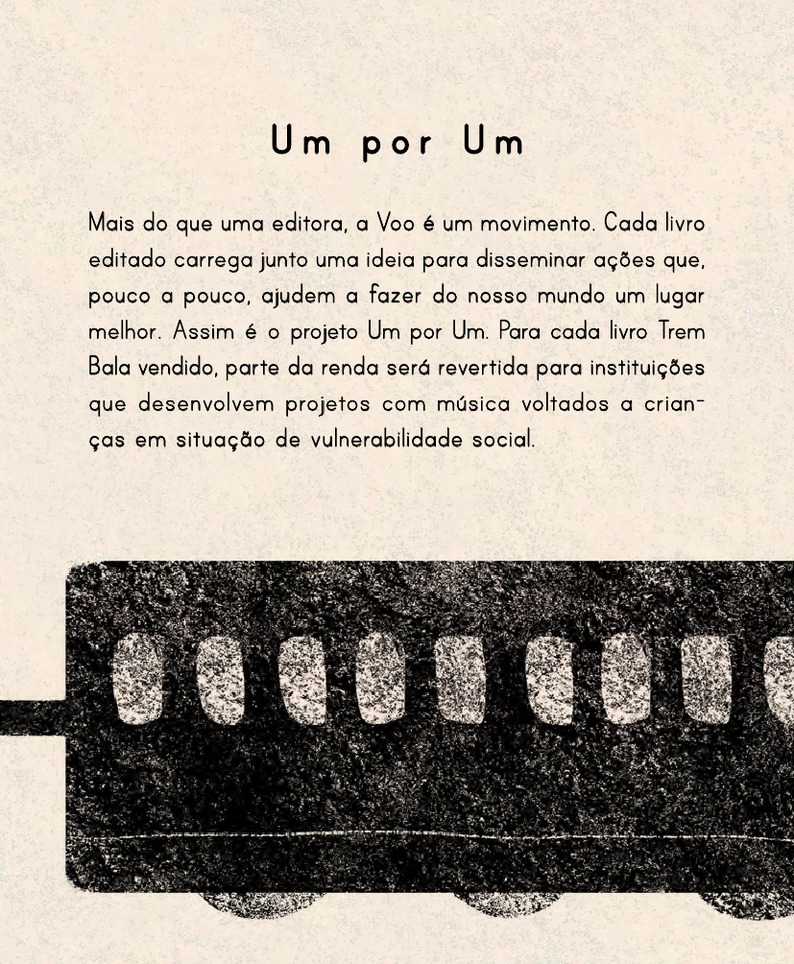 Um por Um
Mais do que uma editora, a Voo é um movimento. Cada livro
editado carrega junto uma ideia para disseminar ações que,
pouco a pouco, ajudem a fazer do nosso mundo um lugar
melhor. Assim é o projeto Um por Um. Para cada livro Trem
Bala vendido, parte da renda será revertida para instituições
que desenvolvem projetos com música voltados a crian-
ças em situação de vulnerabilidade social.